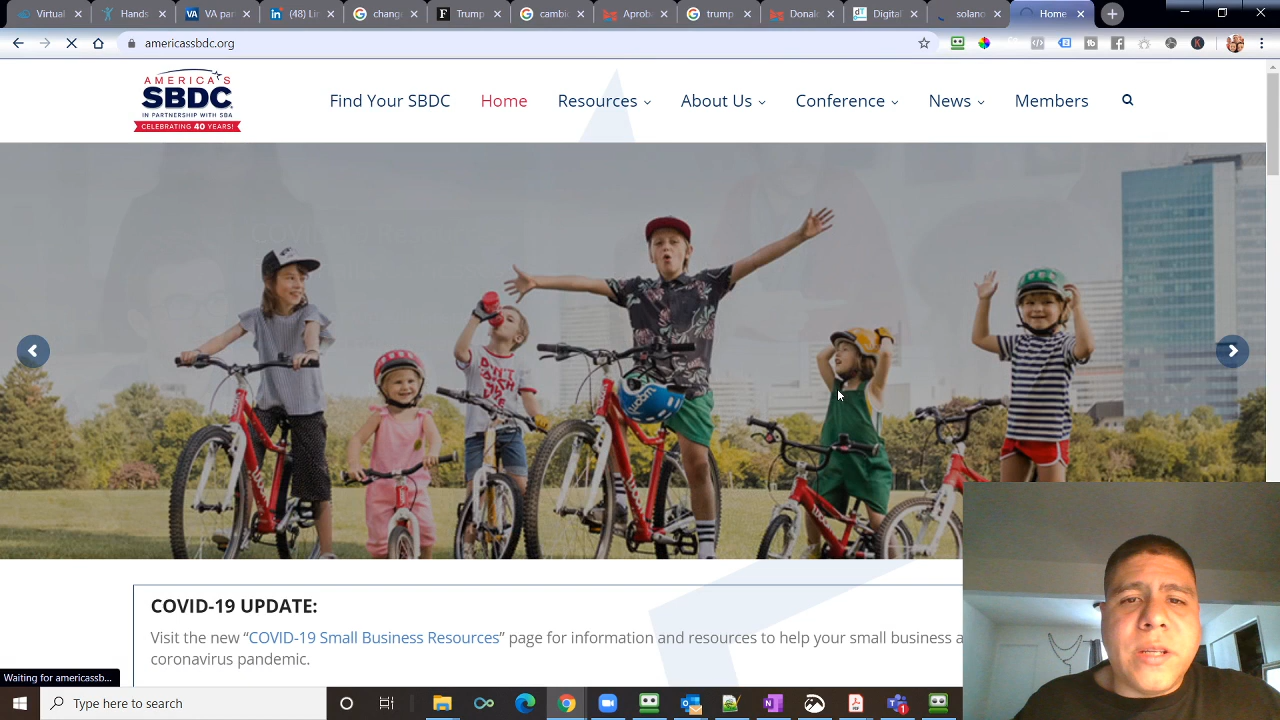 Virtual
Hands
VA par
(48) Li
change
Trump
cambic
Aprob
trump
Donal
Digital
solano
Home
americassbdc.org
AMERICA'S
SBDC
IN PARTNERSHIP WITH SBA
CELEBRATING 40 YEARS!
Find Your SBDC
Home
Resources
About Us
Conference
News
Members
COVID-19 UPDATE:
Visit the new “COVID-19 Small Business Resources” page for information and resources to help your small business a
coronavirus pandemic.
Waiting for americassb...
Type here to search